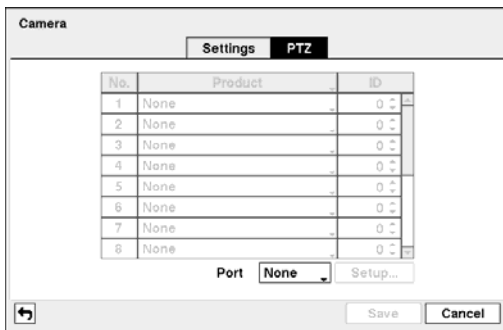 Camera
Settings PTZ
No. Product ID
1 None 0
2 None 0
3 None 0
4 None 0
5 None 0
6 None 0
7 None 0
8 None 0
Port None Setup...
Save Cancel